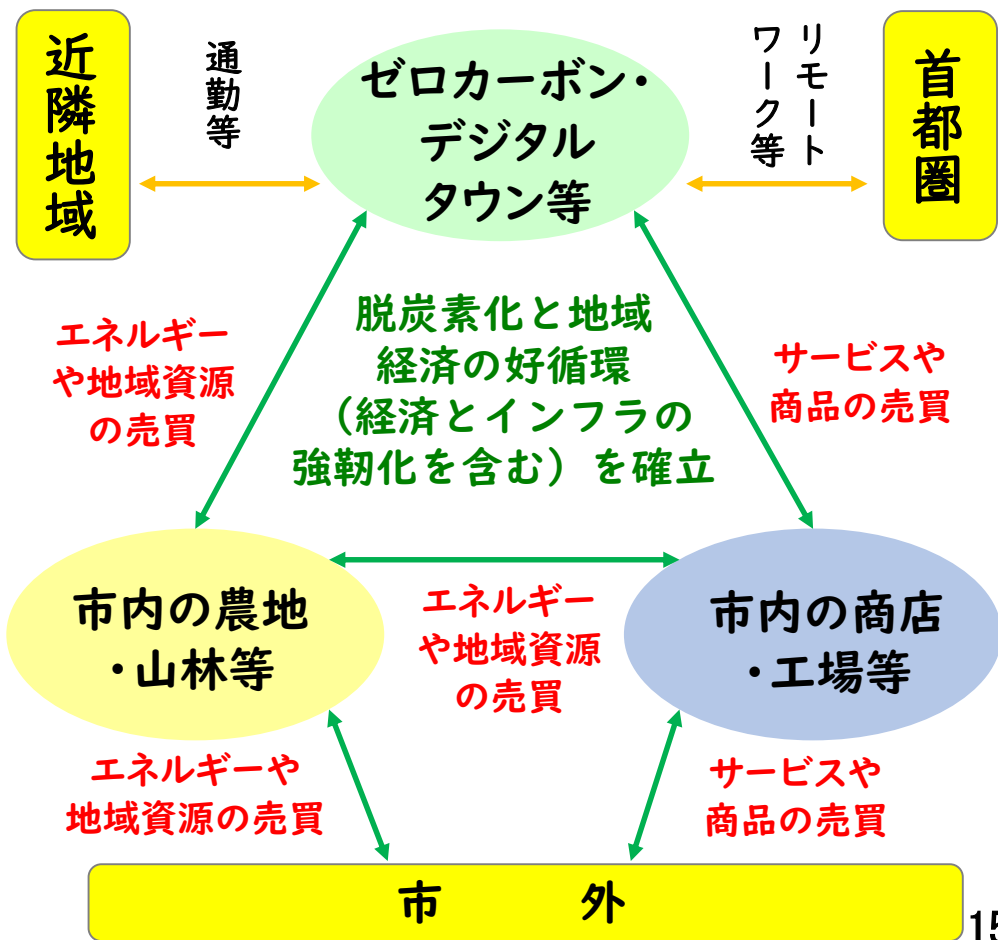 近隣地域
通勤等
ゼロカーボン・
デジタル
タウン等
リモート
ワーク等
首都圏
エネルギー
や地域資源
の売買
脱炭素化と地域
経済の好循環
（経済とインフラの
強靭化を含む）を確立
サービスや
商品の売買
市内の農地
・山林等
エネルギー
や地域資源
の売買
市内の商店
・工場等
エネルギーや
地域資源の売買
サービスや
商品の売買
市　外
15